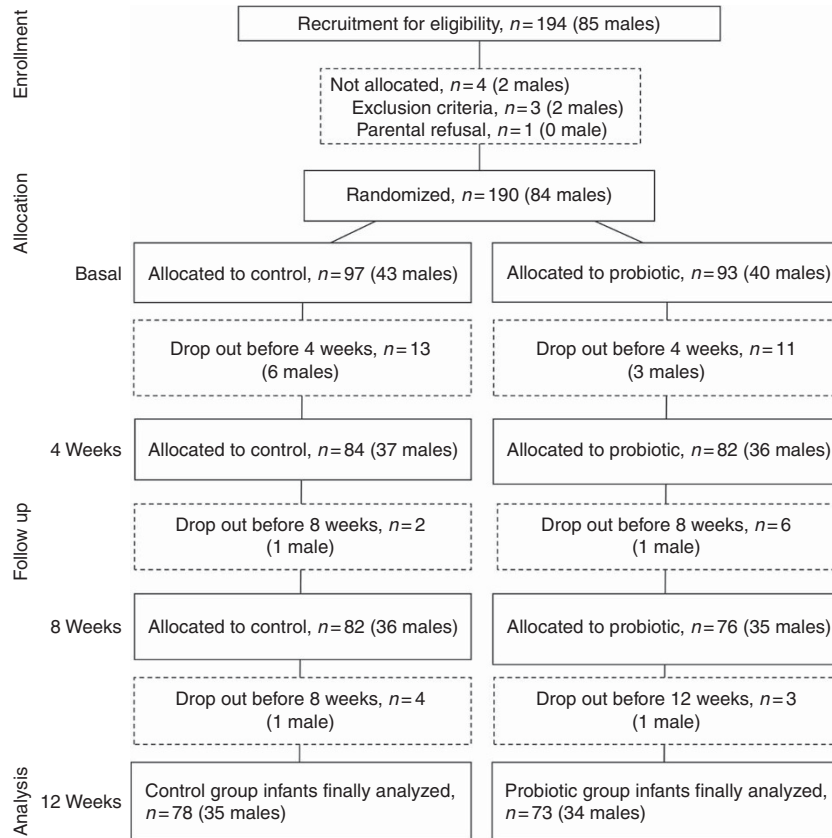 Enrollment
Recruitment for eligibility, n=194 (85 males)
Not allocated, n=4 (2 males)
Exclusion criteria, n=3 (2 males)
Parental refusal, n=1 (0 male)
Allocation
Randomized, n=190 (84 males)
Basal
Allocated to control, n=97 (43 males)
Allocated to probiotic, n=93 (40 males)
Drop out before 4 weeks, n=13
(6 males)
Drop out before 4 weeks, n=11
(3 males)
4 Weeks
Allocated to control, n=84 (37 males)
Allocated to probiotic, n=82 (36 males)
Follow up
Drop out before 8 weeks, n=2
(1 male)
Drop out before 8 weeks, n=6
(1 male)
8 Weeks
Allocated to control, n=82 (36 males)
Allocated to probiotic, n=76 (35 males)
Drop out before 8 weeks, n=4
(1 male)
Drop out before 12 weeks, n=3
(1 male)
Analysis
12 Weeks
Control group infants finally analyzed,
n=78 (35 males)
Probiotic group infants finally analyzed,
n=73 (34 males)